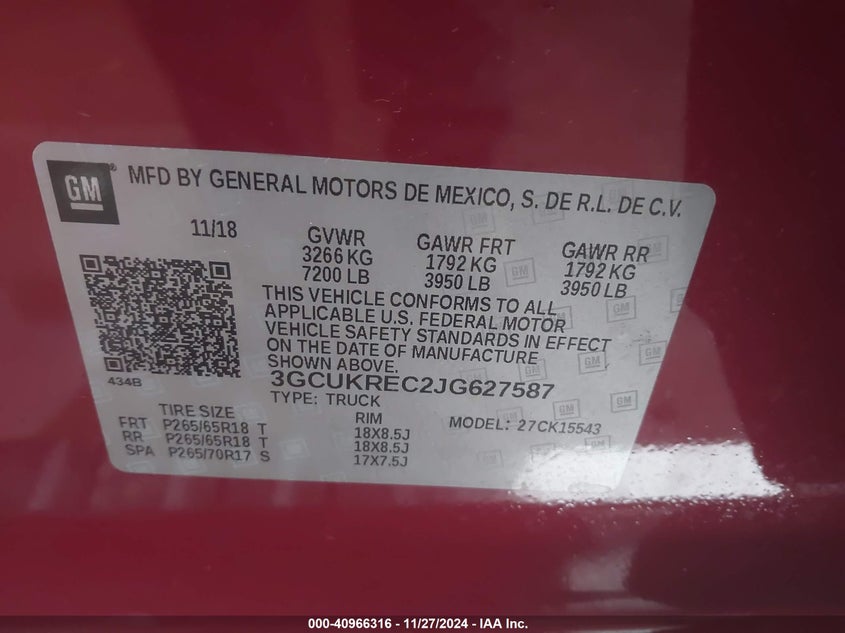 GM ® MFD BY GENERAL MOTORS DE MEXICO, S. DE R.L. DE C.V.
11/18 GVWR GAWR FRT GAWR RR
3266 KG 1792 KG 1792 KG
7200 LB 3950 LB 3950 LB
THIS VEHICLE CONFORMS TO ALL
APPLICABLE U.S. FEDERAL MOTOR
VEHICLE SAFETY STANDARDS IN EFFECT
ON THE DATE OF MANUFACTURE
SHOWN ABOVE.
434B 3GCUKREC2JG627587
TYPE: TRUCK
TIRE SIZE RIM MODEL: 27CK15543
FRT P265/65R18 T 18X8.5J
RR P265/65R18 T 18X8.5J
SPA P265/70R17 S 17X7.5J
000-40966316 - 11/27/2024 - IAA Inc.